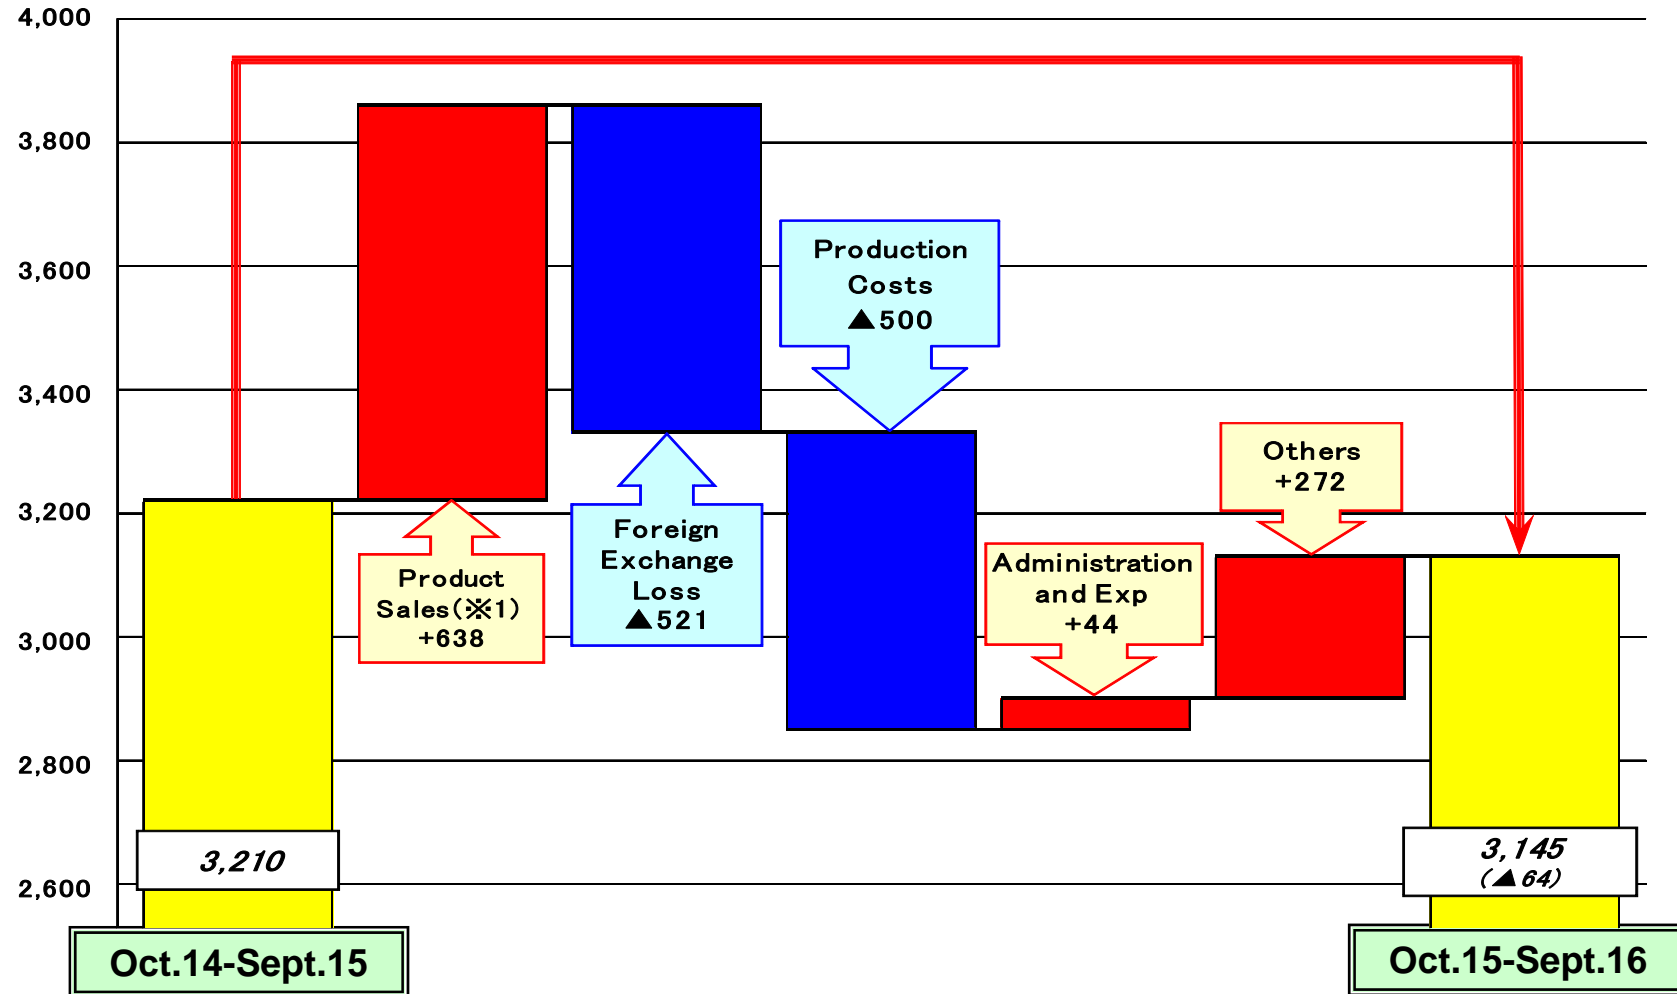 4,000
3,800
3,600
3,400
3,200
3,000
2,800
2,600
Product
Sales(※1)
+638
Foreign
Exchange
Loss
▲521
Production
Costs
▲500
Administration
and Exp
+44
Others
+272
3,210
3,145
(▲64)
Oct.14-Sept.15
Oct.15-Sept.16